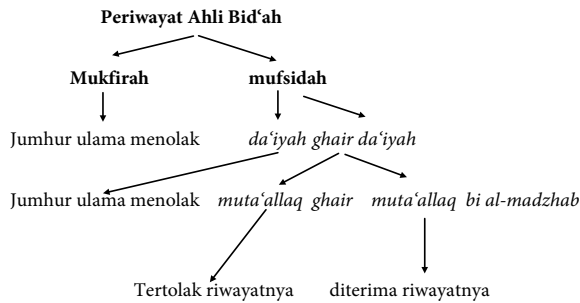 Periwayat Ahli Bid‘ah
Mukfirah mufsidah
Jumhur ulama menolak da‘iyah ghair da‘iyah
Jumhur ulama menolak muta‘allaq ghair muta‘allaq bi al-madzhab
Tertolak riwayatnya diterima riwayatnya